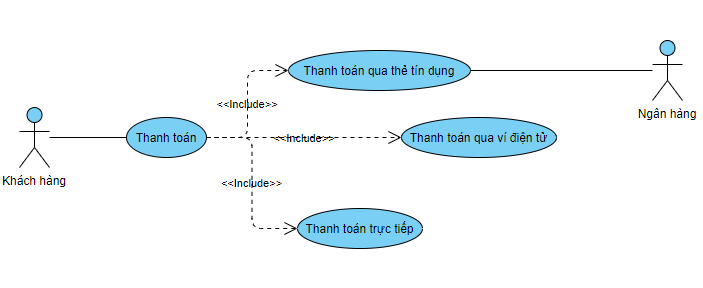 Thanh toán qua thẻ tín dụng
Ngân hàng
<<Include>>
Khách hàng
Thanh toán
<<Include>>
Thanh toán qua ví điện tử
<<Include>>
Thanh toán trực tiếp